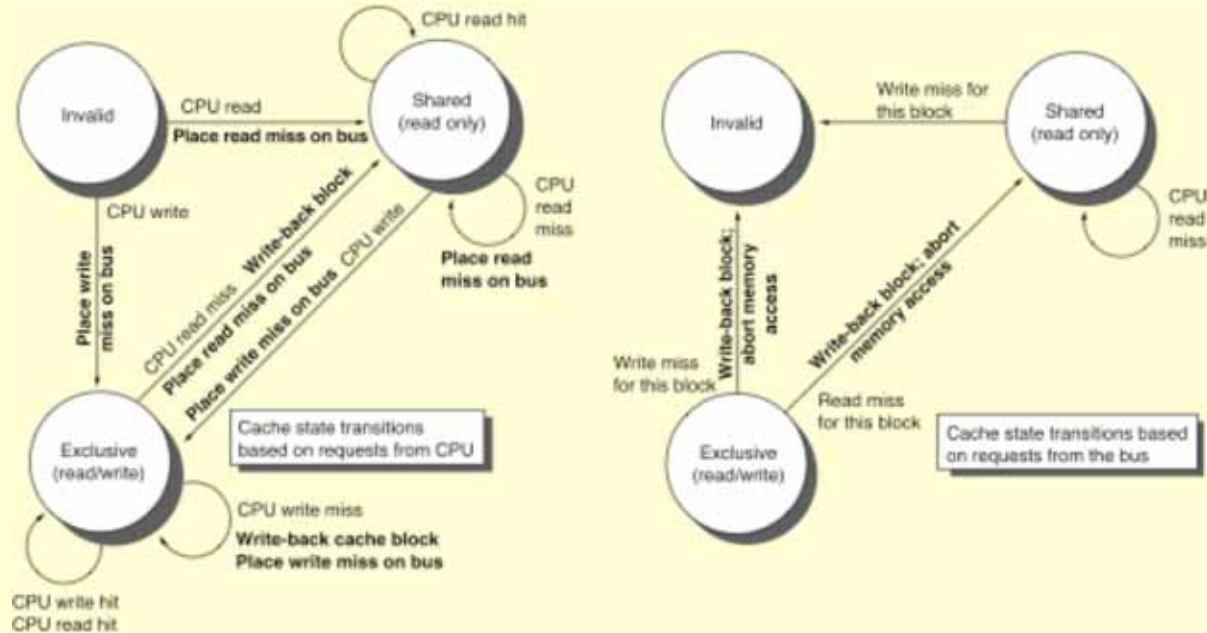 CPU read hit
Invalid
CPU read
Place read miss on bus
Shared
(read only)
CPU write
Place write
miss on bus
CPU read miss
Write-back block
Place read miss on bus
Place write miss on bus
CPU write
CPU
read
miss
Place read
miss on bus
Exclusive
(read/write)
Cache state transitions
based on requests from CPU
CPU write miss
Write-back cache block
Place write miss on bus
CPU write hit
CPU read hit
Invalid
Write miss for
this block
Shared
(read only)
CPU
read
miss
Write-back block;
abort memory
access
Write-back block; abort
memory access
Write miss
for this block
Read miss
for this block
Exclusive
(read/write)
Cache state transitions based
on requests from the bus